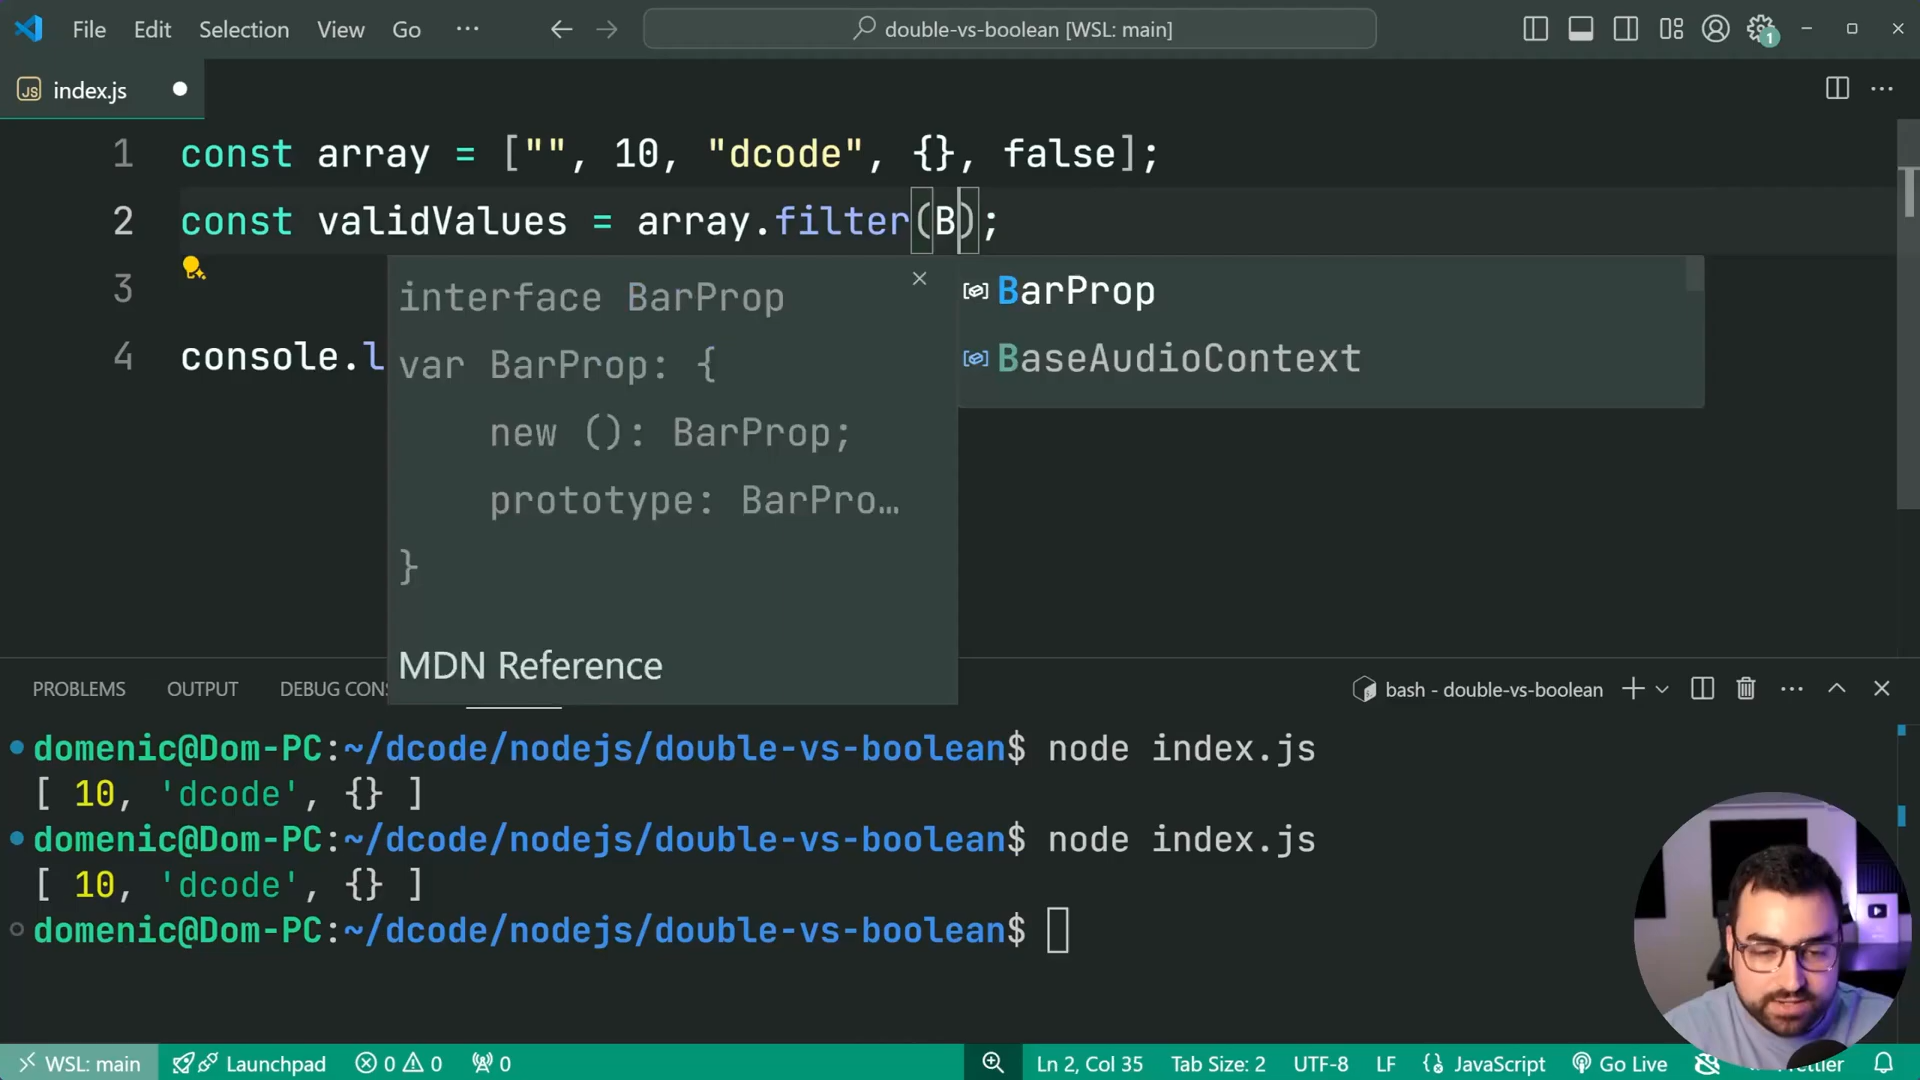 File Edit Selection View Go ··· double-vs-boolean [WSL: main] 1
JS index.js
1 const array = ["", 10, "dcode", {}, false];
2 const validValues = array.filter(B);
3
4 console.l
interface BarProp
var BarProp: {
new (): BarProp;
prototype: BarPro…
}
MDN Reference
BarProp
BaseAudioContext
PROBLEMS OUTPUT DEBUG CONS bash - double-vs-boolean
domenic@Dom-PC:~/dcode/nodejs/double-vs-boolean$ node index.js
[ 10, 'dcode', {} ]
domenic@Dom-PC:~/dcode/nodejs/double-vs-boolean$ node index.js
[ 10, 'dcode', {} ]
domenic@Dom-PC:~/dcode/nodejs/double-vs-boolean$
WSL: main Launchpad 0 0 0 Ln 2, Col 35 Tab Size: 2 UTF-8 LF {} JavaScript Go Live